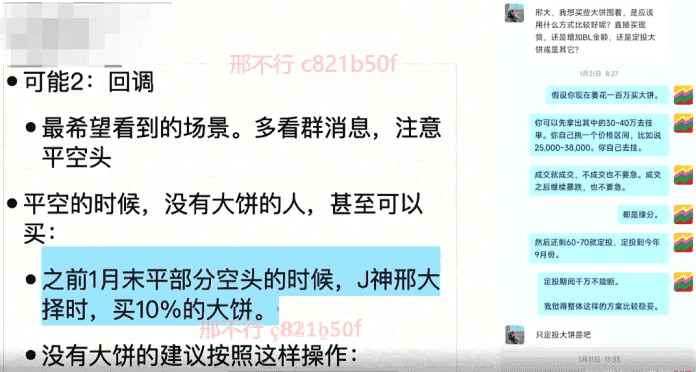 邢不行 c821b50f
可能2：回调
最希望看到的场景。多看群消息，注意
平空头
平空的时候，没有大饼的人，甚至可以
买：
之前1月末平部分空头的时候，J神邢大
择时，买10%的大饼。
邢不行 c821b50f
没有大饼的建议按照这样操作：
邢大，我想买些大饼囤着，是应该
用什么方式比较好呢？直接买现
货，还是增加BL金额，还是定投大
饼或是其它？
1月31日 8:27
假设你现在要花一百万买大饼。
你可以先拿出其中的30-40万去挂
单。你自己挑一个价格区间，比如说
25,000-38,000。你自己去挂。
成交就成交，不成交也不要急。成交
之后继续暴跌，也不要急。
都是缘分。
然后还剩60-70就定投，定投到今年
9月份。
定投期间千万不能断。
我觉得整体这样的方案比较稳妥。
只定投大饼是吧
1月31日 13:33